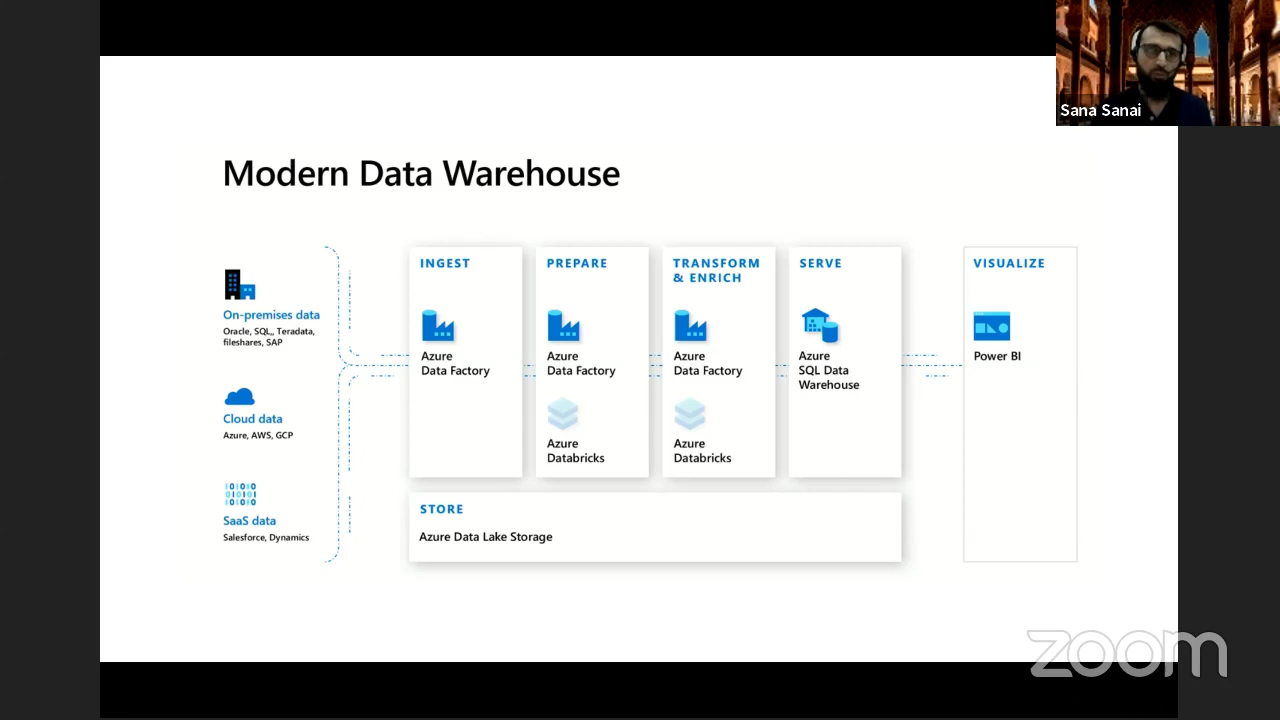 Sana Sanai
Modern Data Warehouse
On-premises data
Oracle, SQL,, Teradata,
fileshares, SAP
Cloud data
Azure, AWS, GCP
SaaS data
Salesforce, Dynamics
INGEST
Azure
Data Factory
PREPARE
Azure
Data Factory
Azure
Databricks
TRANSFORM
& ENRICH
Azure
Data Factory
Azure
Databricks
SERVE
Azure
SQL Data
Warehouse
STORE
Azure Data Lake Storage
VISUALIZE
Power BI
zoom